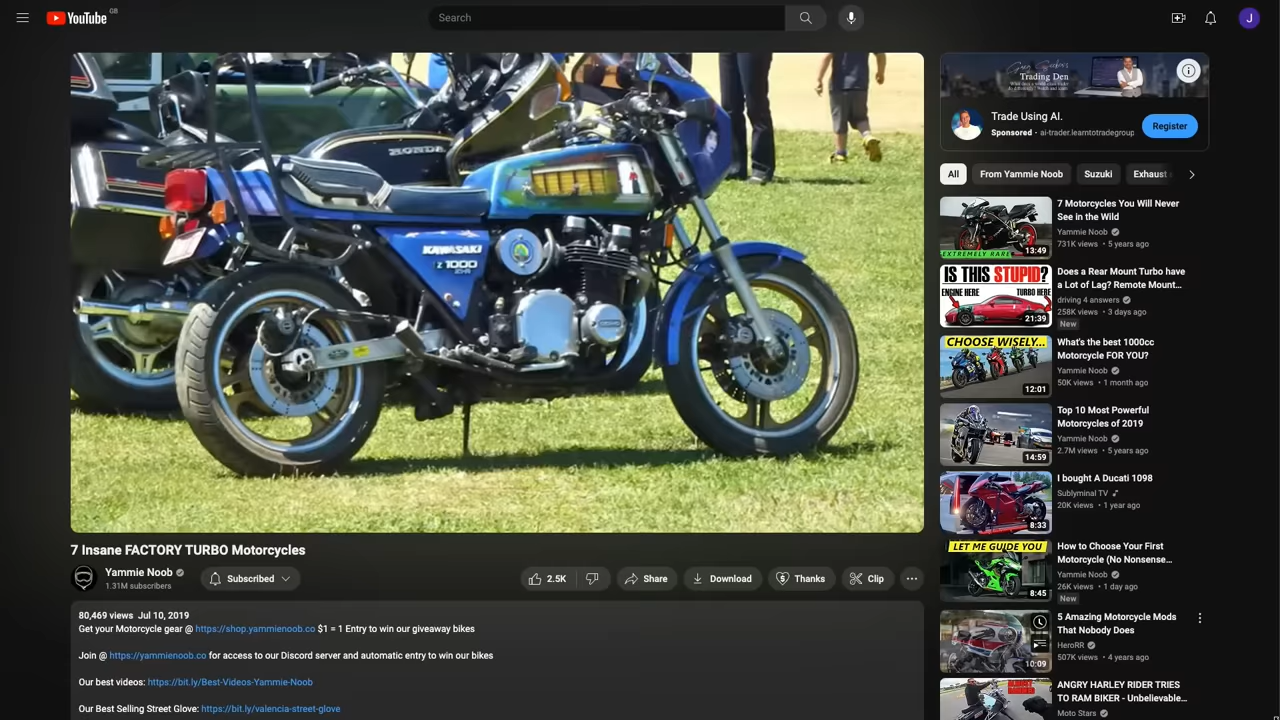 YouTube GB
Search
J
HONDA
KAWASAKI
Z1000
Trading Den
Trade Using AI.
Sponsored • ai-trader.learntotradegroup
Register
All
From Yammie Noob
Suzuki
Exhaust
7 Motorcycles You Will Never
See in the Wild
Yammie Noob
731K views • 5 years ago
EXTREMELY RARE
13:49
IS THIS STUPID?
ENGINE HERE
TURBO HERE
21:39
Does a Rear Mount Turbo have
a Lot of Lag? Remote Mount...
driving 4 answers
258K views • 3 days ago
New
CHOOSE WISELY...
12:01
What's the best 1000cc
Motorcycle FOR YOU?
Yammie Noob
50K views • 1 month ago
14:59
Top 10 Most Powerful
Motorcycles of 2019
Yammie Noob
2.7M views • 5 years ago
8:33
I bought A Ducati 1098
Sublyminal TV
20K views • 1 year ago
LET ME GUIDE YOU
8:45
How to Choose Your First
Motorcycle (No Nonsense...
Yammie Noob
26K views • 1 day ago
New
10:09
5 Amazing Motorcycle Mods
That Nobody Does
HeroRR
507K views • 4 years ago
ANGRY HARLEY RIDER TRIES
TO RAM BIKER - Unbelievable...
Moto Stars
7 Insane FACTORY TURBO Motorcycles
Yammie Noob
1.31M subscribers
Subscribed
2.5K
Share
Download
Thanks
Clip
80,469 views Jul 10, 2019
Get your Motorcycle gear @ https://shop.yammienoob.co $1 = 1 Entry to win our giveaway bikes
Join @ https://yammienoob.co for access to our Discord server and automatic entry to win our bikes
Our best videos: https://bit.ly/Best-Videos-Yammie-Noob
Our Best Selling Street Glove: https://bit.ly/valencia-street-glove